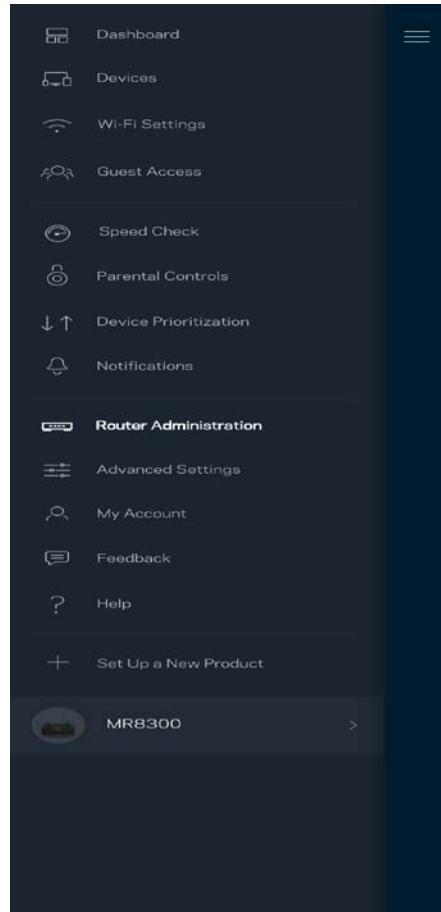 Dashboard
Devices
Wi-Fi Settings
Guest Access
Speed Check
Parental Controls
Device Prioritization
Notifications
Router Administration
Advanced Settings
My Account
Feedback
Help
Set Up a New Product
MR8300